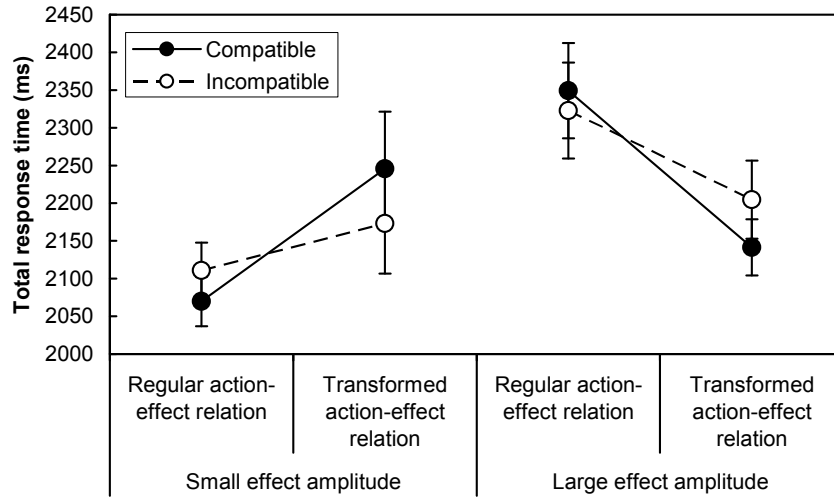 2450
2400
2350
2300
2250
2200
2150
2100
2050
2000
Total response time (ms)
Compatible
Incompatible
Regular action-
effect relation
Transformed
action-effect
relation
Regular action-
effect relation
Transformed
action-effect
relation
Small effect amplitude
Large effect amplitude